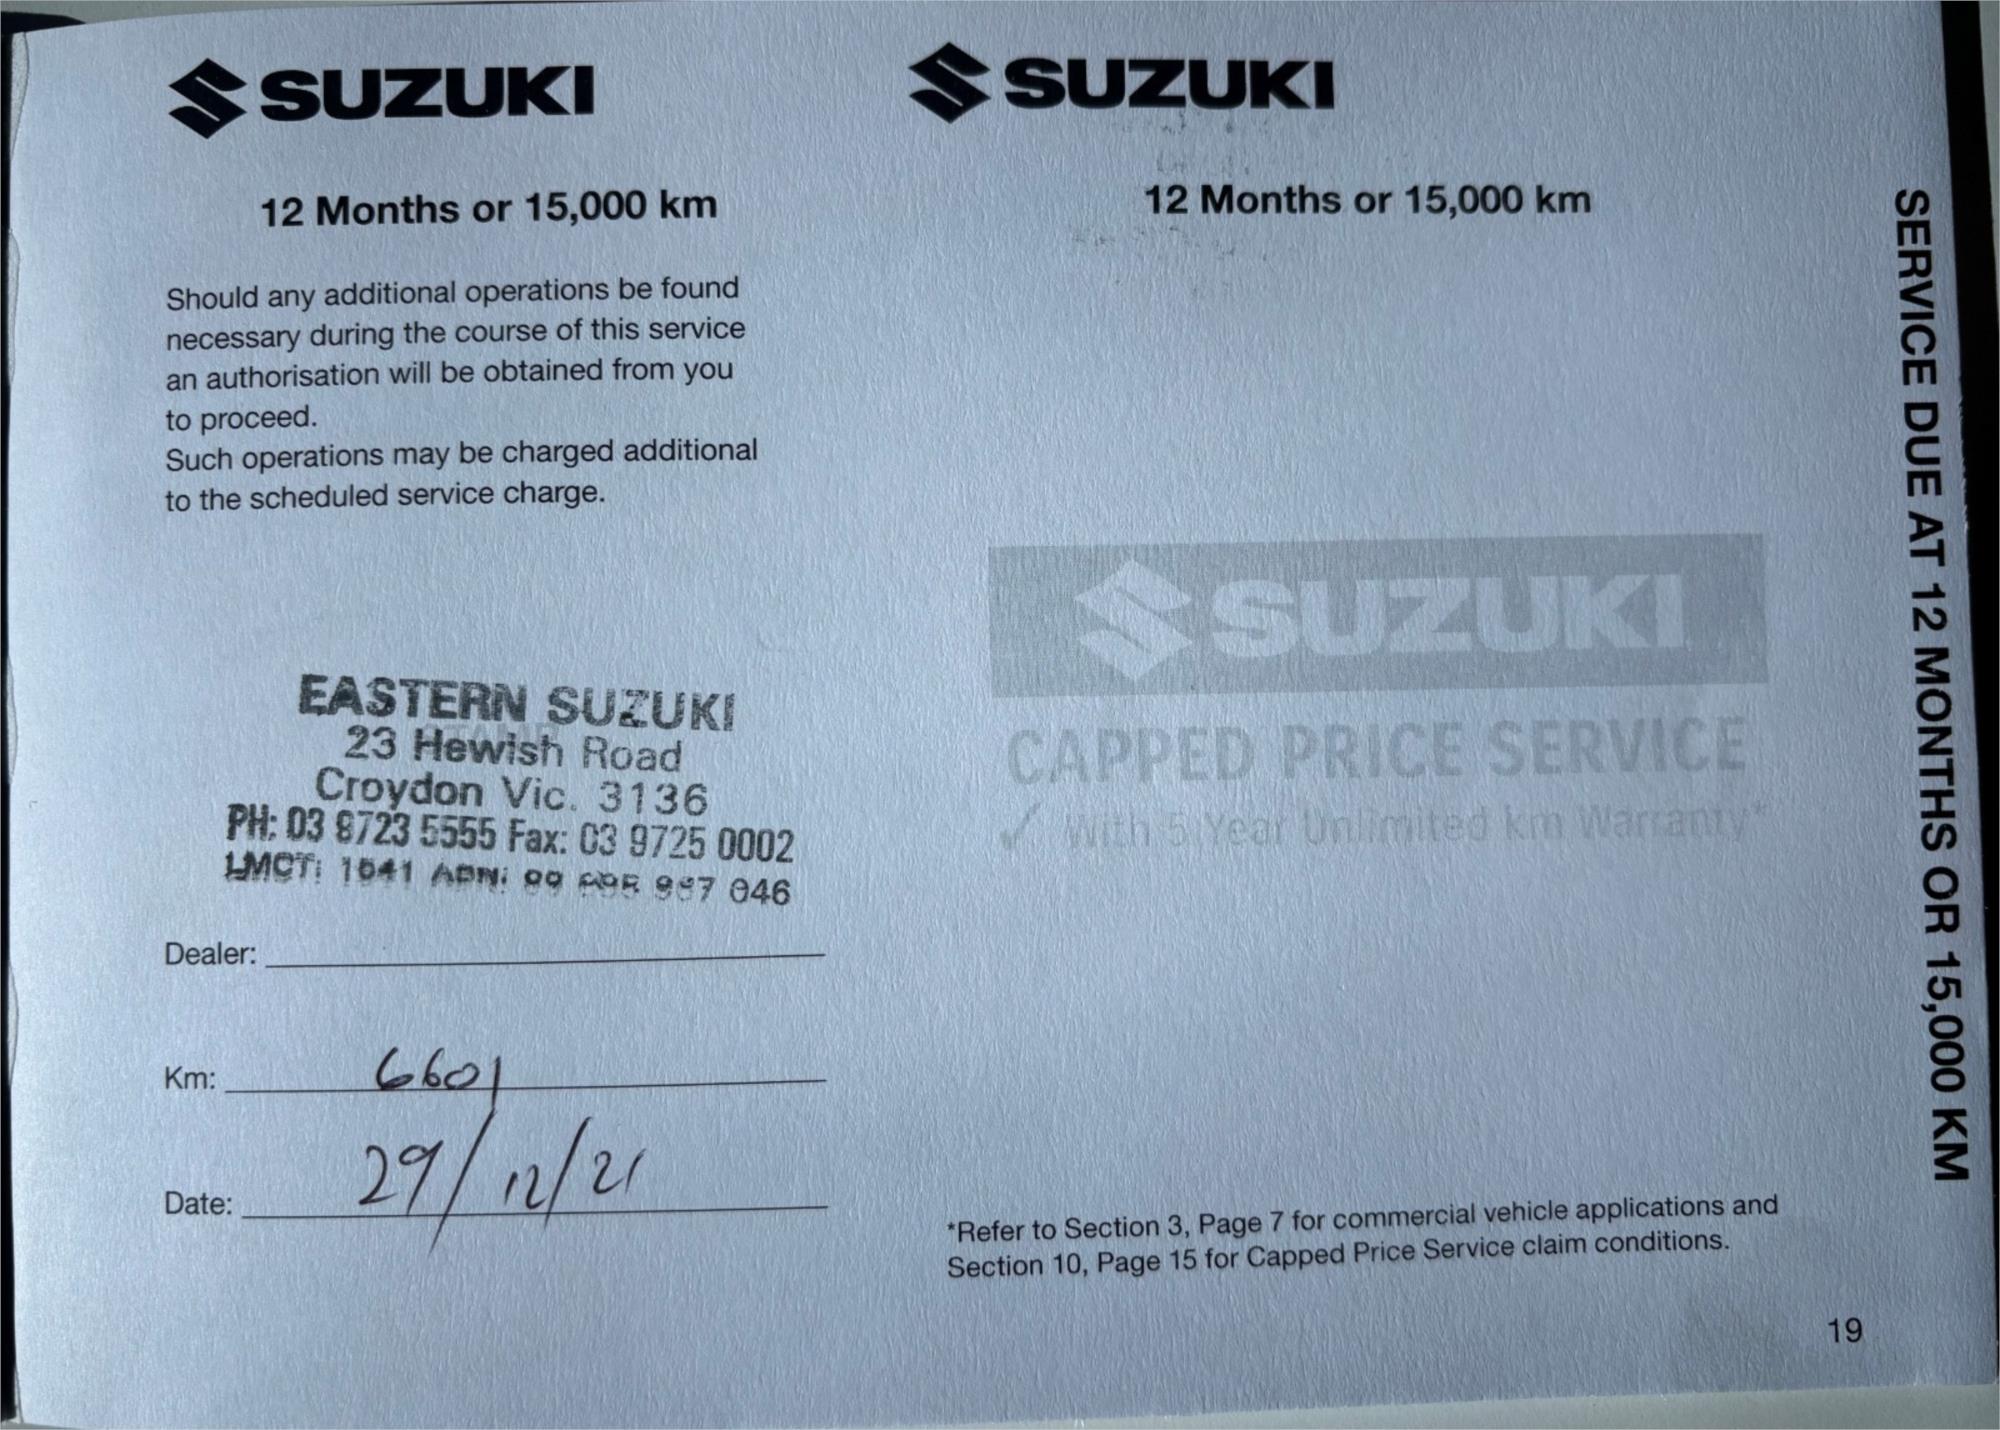 SUZUKI
12 Months or 15,000 km
Should any additional operations be found
necessary during the course of this service
an authorisation will be obtained from you
to proceed.
Such operations may be charged additional
to the scheduled service charge.
EASTERN SUZUKI
23 Hewish Road
Croydon Vic. 3136
PH: 03 8723 5555 Fax: 03 9725 0002
LMCT: 046
Dealer:
Km: 6601
Date: 29/12/21
SUZUKI
12 Months or 15,000 km
SUZUKI
CAPPED PRICE SERVICE
✓ With 5 Year Unlimited km Warranty*
*Refer to Section 3, Page 7 for commercial vehicle applications and
Section 10, Page 15 for Capped Price Service claim conditions.
19
SERVICE DUE AT 12 MONTHS OR 15,000 KM